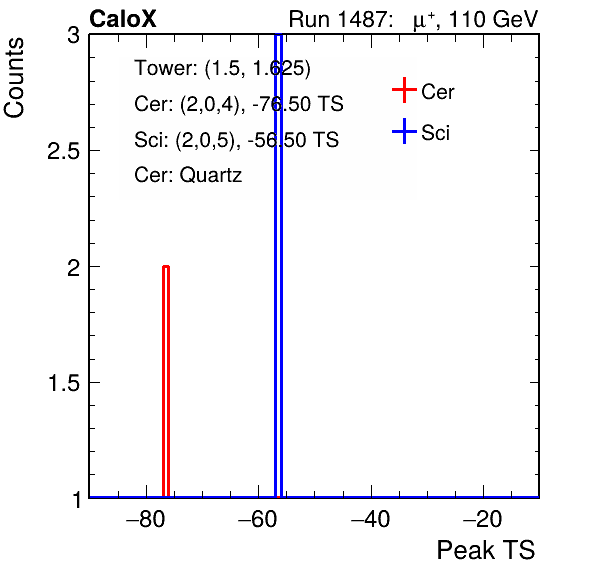 CaloX Run 1487: μ⁺, 110 GeV
Counts
Tower: (1.5, 1.625)
Cer: (2,0,4), -76.50 TS
Sci: (2,0,5), -56.50 TS
Cer: Quartz
Cer
Sci
3
2.5
2
1.5
1
−80 −60 −40 −20
Peak TS